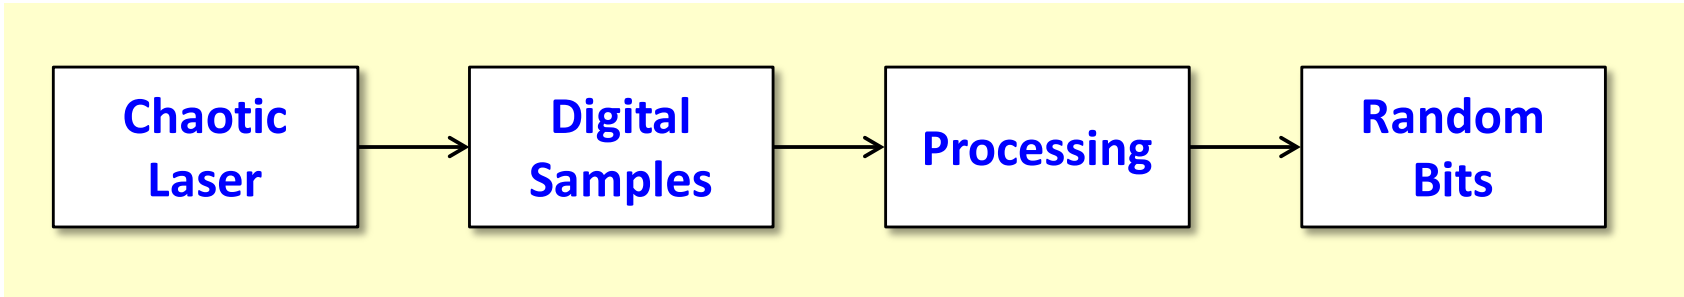 Chaotic
Laser
Digital
Samples
Processing
Random
Bits